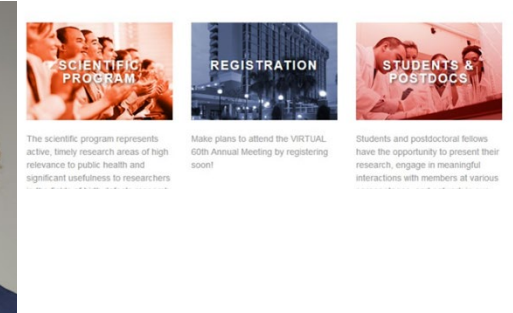 SCIENTIFIC
PROGRAM
The scientific program represents
active, timely research areas of high
relevance to public health and
significant usefulness to researchers
REGISTRATION
Make plans to attend the VIRTUAL
60th Annual Meeting by registering
soon!
STUDENTS &
POSTDOCS
Students and postdoctoral fellows
have the opportunity to present their
research, engage in meaningful
interactions with members at various